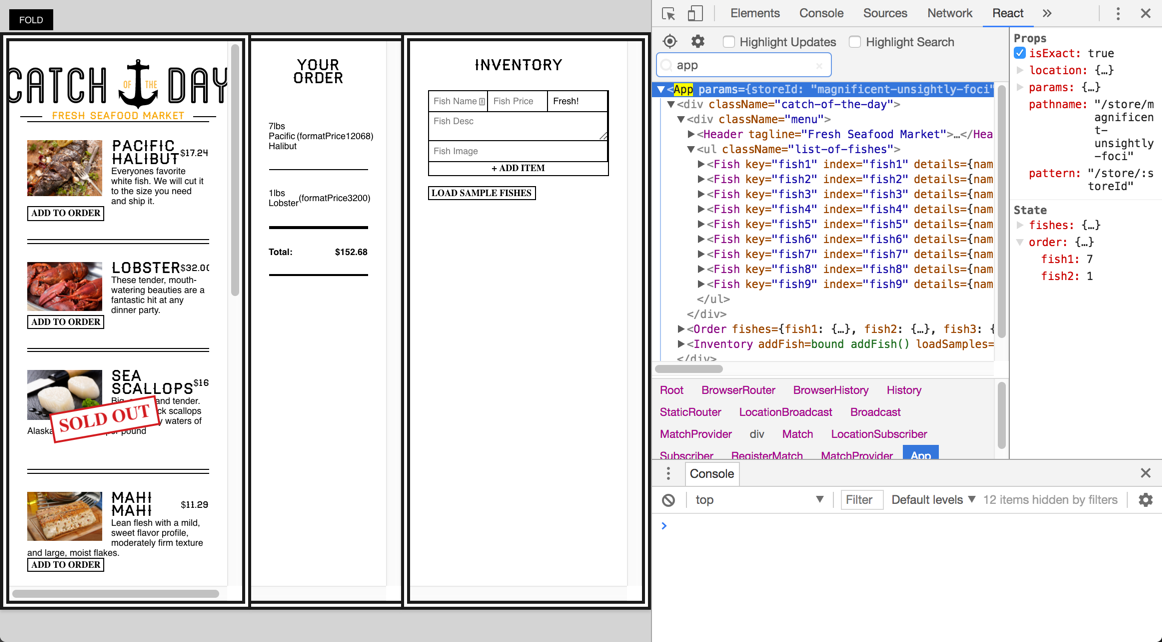 FOLD
CATCH OF THE DAY
FRESH SEAFOOD MARKET
PACIFIC
HALIBUT $17.24
Everyones favorite
white fish. We will cut it
to the size you need
and ship it.
ADD TO ORDER
LOBSTER $32.00
These tender, mouth-
watering beauties are a
fantastic hit at any
dinner party.
ADD TO ORDER
SEA
SCALLOPS $16
SOLD OUT
and tender.
scallops
waters of
pound
MAHI
MAHI $11.29
Lean flesh with a mild,
sweet flavor profile,
moderately firm texture
and large, moist flakes.
ADD TO ORDER
YOUR
ORDER
7lbs
Pacific (formatPrice12068)
Halibut
1lbs
Lobster (formatPrice3200)
Total: $152.68
INVENTORY
Fish Name Fish Price Fresh!
Fish Desc
Fish Image
+ ADD ITEM
LOAD SAMPLE FISHES
Elements Console Sources Network React »
Highlight Updates Highlight Search
app
▼<App params={storeId: "magnificent-unsightly-foci"
▼<div className="catch-of-the-day">
▼<div className="menu">
▶<Header tagline="Fresh Seafood Market">…</Hea
▼<ul className="list-of-fishes">
▶<Fish key="fish1" index="fish1" details={nam
▶<Fish key="fish2" index="fish2" details={nam
▶<Fish key="fish3" index="fish3" details={nam
▶<Fish key="fish4" index="fish4" details={nam
▶<Fish key="fish5" index="fish5" details={nam
▶<Fish key="fish6" index="fish6" details={nam
▶<Fish key="fish7" index="fish7" details={nam
▶<Fish key="fish8" index="fish8" details={nam
▶<Fish key="fish9" index="fish9" details={nam
</ul>
</div>
▶<Order fishes={fish1: {…}, fish2: {…}, fish3: {
▶<Inventory addFish=bound addFish() loadSamples=
</div>
Root BrowserRouter BrowserHistory History
StaticRouter LocationBroadcast Broadcast
MatchProvider div Match LocationSubscriber
Subscriber RegisterMatch MatchProvider App
Props
isExact: true
▶ location: {…}
▶ params: {…}
pathname: "/store/m
agnificen
t-
unsightly
-foci"
pattern: "/store/:s
toreId"
State
▶ fishes: {…}
▼ order: {…}
fish1: 7
fish2: 1
Console
top ▼ Filter Default levels ▼ 12 items hidden by filters